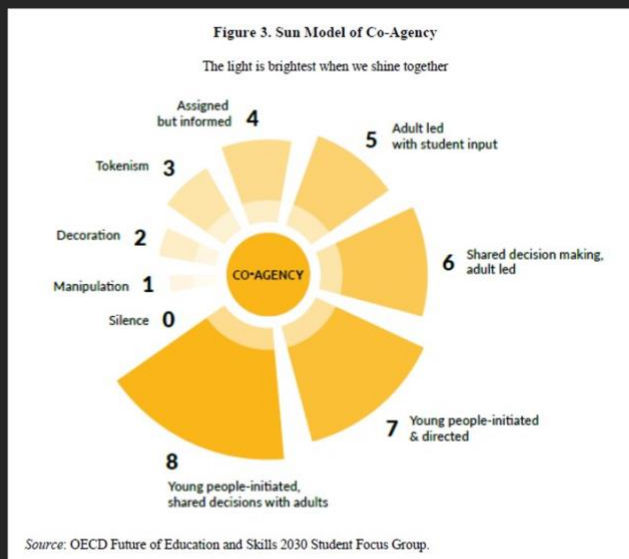 Figure 3. Sun Model of Co-Agency
The light is brightest when we shine together
Assigned
but informed 4
5 Adult led
with student input
Tokenism 3
Decoration 2
6 Shared decision making,
adult led
Manipulation 1
CO-AGENCY
Silence 0
7 Young people-initiated
& directed
8
Young people-initiated,
shared decisions with adults
Source: OECD Future of Education and Skills 2030 Student Focus Group.